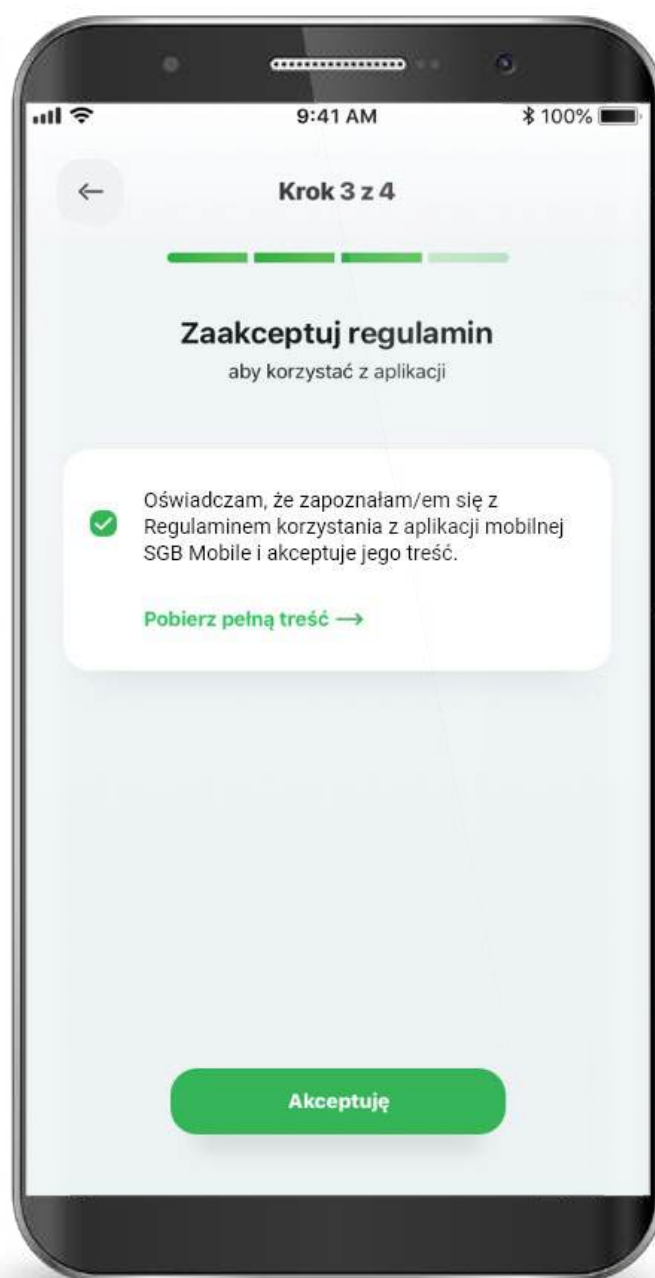 9:41 AM
100%
Krok 3 z 4
Zaakceptuj regulamin
aby korzystać z aplikacji
Oświadczam, że zapoznałam/em się z
Regulaminem korzystania z aplikacji mobilnej
SGB Mobile i akceptuje jego treść.
Pobierz pełną treść →
Akceptuję